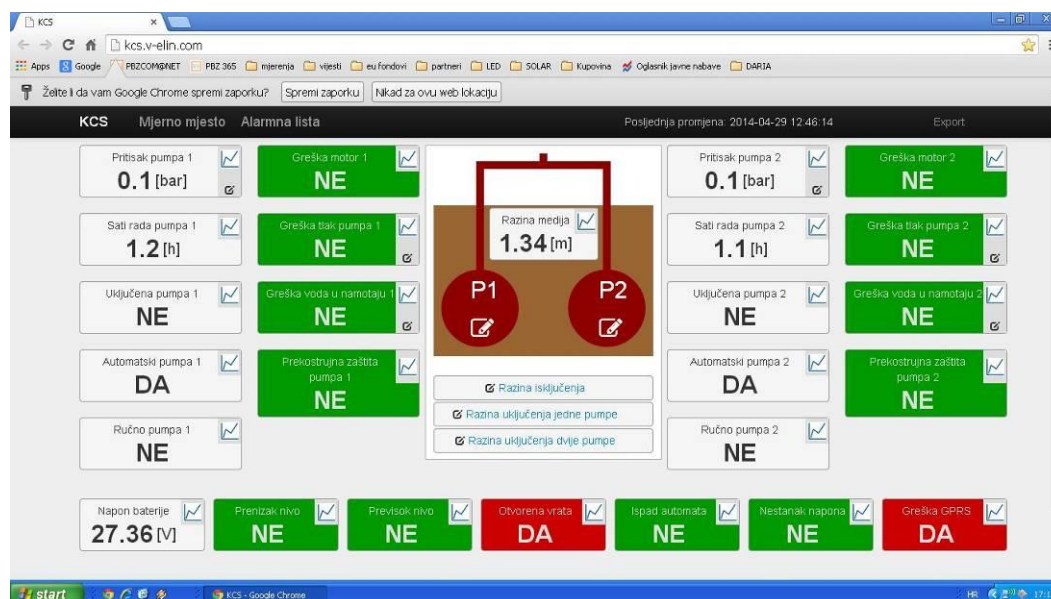 KCS
kcs.v-elin.com
Apps Google PBZCOM@NET PBZ 365 mjerenja vijesti eu fondovi partneri LED SOLAR Kupovina Oglasnik javne nabave DARIA
Želite li da vam Google Chrome spremi zaporku? Spremi zaporku Nikad za ovu web lokaciju
KCS Mjerno mjesto Alarmna lista Posljednja promjena: 2014-04-29 12:46:14 Export
Pritisak pumpa 1 Greška motor 1 Pritisak pumpa 2 Greška motor 2
0.1 [bar] NE 0.1 [bar] NE
Razina medija
1.34 [m]
Sati rada pumpa 1 Greška tlak pumpa 1 Sati rada pumpa 2 Greška tlak pumpa 2
1.2 [h] NE 1.1 [h] NE
P1 P2
Uključena pumpa 1 Greška voda u namotaju 1 Uključena pumpa 2 Greška voda u namotaju 2
NE NE NE NE
Automatski pumpa 1 Prekostrujna zaštita pumpa 1 Automatski pumpa 2 Prekostrujna zaštita pumpa 2
DA NE DA NE
Razina isključenja
Razina uključenja jedne pumpe
Razina uključenja dvije pumpe
Ručno pumpa 1 Ručno pumpa 2
NE NE
Napon baterije Prenizak nivo Previsok nivo Otvorena vrata Ispad automata Nestanak napona Greška GPRS
27.36 [V] NE NE DA NE NE DA
start KCS - Google Chrome HR